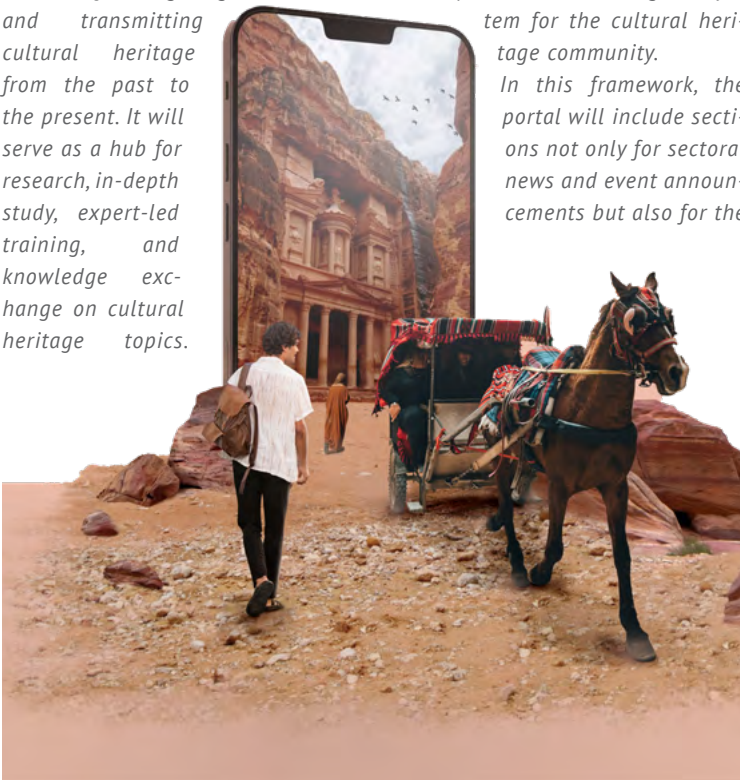 and transmitting
cultural heritage
from the past to
the present. It will
serve as a hub for
research, in-depth
study, expert-led
training, and
knowledge exc-
hange on cultural
heritage topics.
tem for the cultural heri-
tage community.
In this framework, the
portal will include secti-
ons not only for sectoral
news and event announ-
cements but also for the